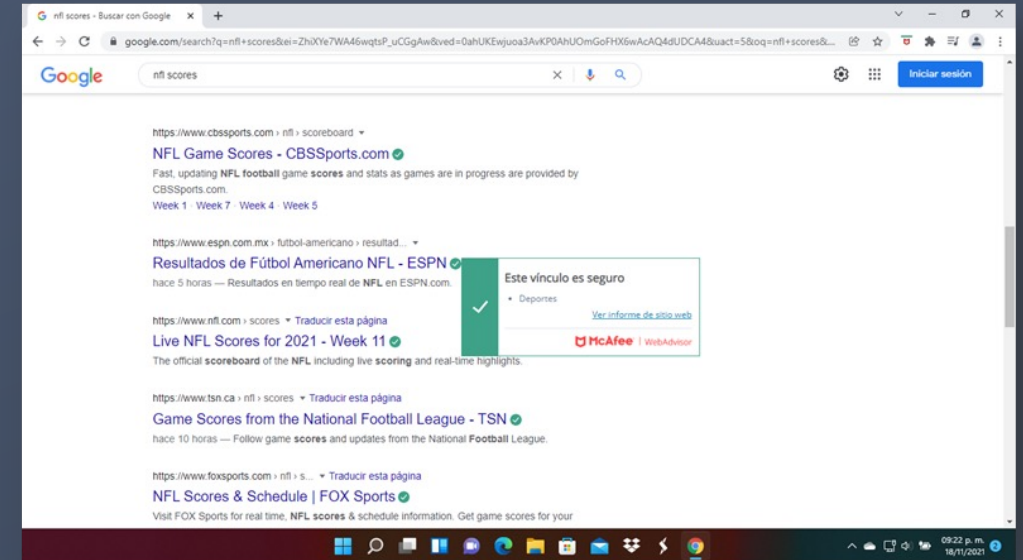 nfl scores - Buscar con Google
google.com/search?q=nfl+scores&ei=ZhiXYe7WA46wqtsP_uCGgAw&ved=0ahUKEwjuoa3AvKP0AhUOmGoFHX6wAcAQ4dUDCA4&uact=5&oq=nfl+scores&...
Google
nfl scores
Iniciar sesión
https://www.cbssports.com › nfl › scoreboard
NFL Game Scores - CBSSports.com
Fast, updating NFL football game scores and stats as games are in progress are provided by
CBSSports.com.
Week 1 · Week 7 · Week 4 · Week 5
https://www.espn.com.mx › futbol-americano › resultad...
Resultados de Fútbol Americano NFL - ESPN
hace 5 horas — Resultados en tiempo real de NFL en ESPN.com.
Este vínculo es seguro
• Deportes
Ver informe de sitio web
McAfee | WebAdvisor
https://www.nfl.com › scores Traducir esta página
Live NFL Scores for 2021 - Week 11
The official scoreboard of the NFL including live scoring and real-time highlights.
https://www.tsn.ca › nfl › scores Traducir esta página
Game Scores from the National Football League - TSN
hace 10 horas — Follow game scores and updates from the National Football League.
https://www.foxsports.com › nfl › s... Traducir esta página
NFL Scores & Schedule | FOX Sports
Visit FOX Sports for real time, NFL scores & schedule information. Get game scores for your
09:22 p. m.
18/11/2021
2